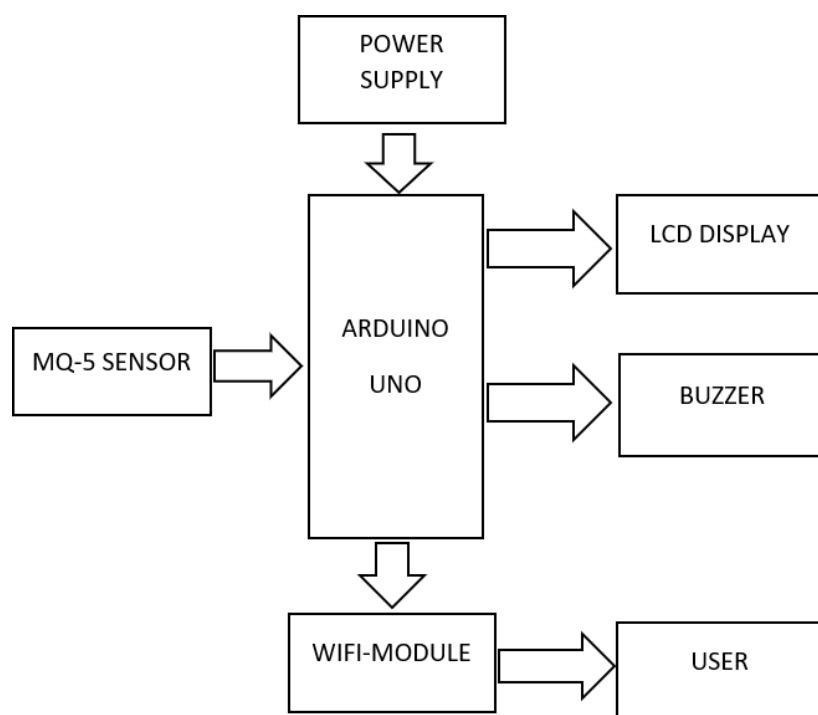 POWER
SUPPLY
LCD DISPLAY
ARDUINO
UNO
MQ-5 SENSOR
BUZZER
WIFI-MODULE
USER